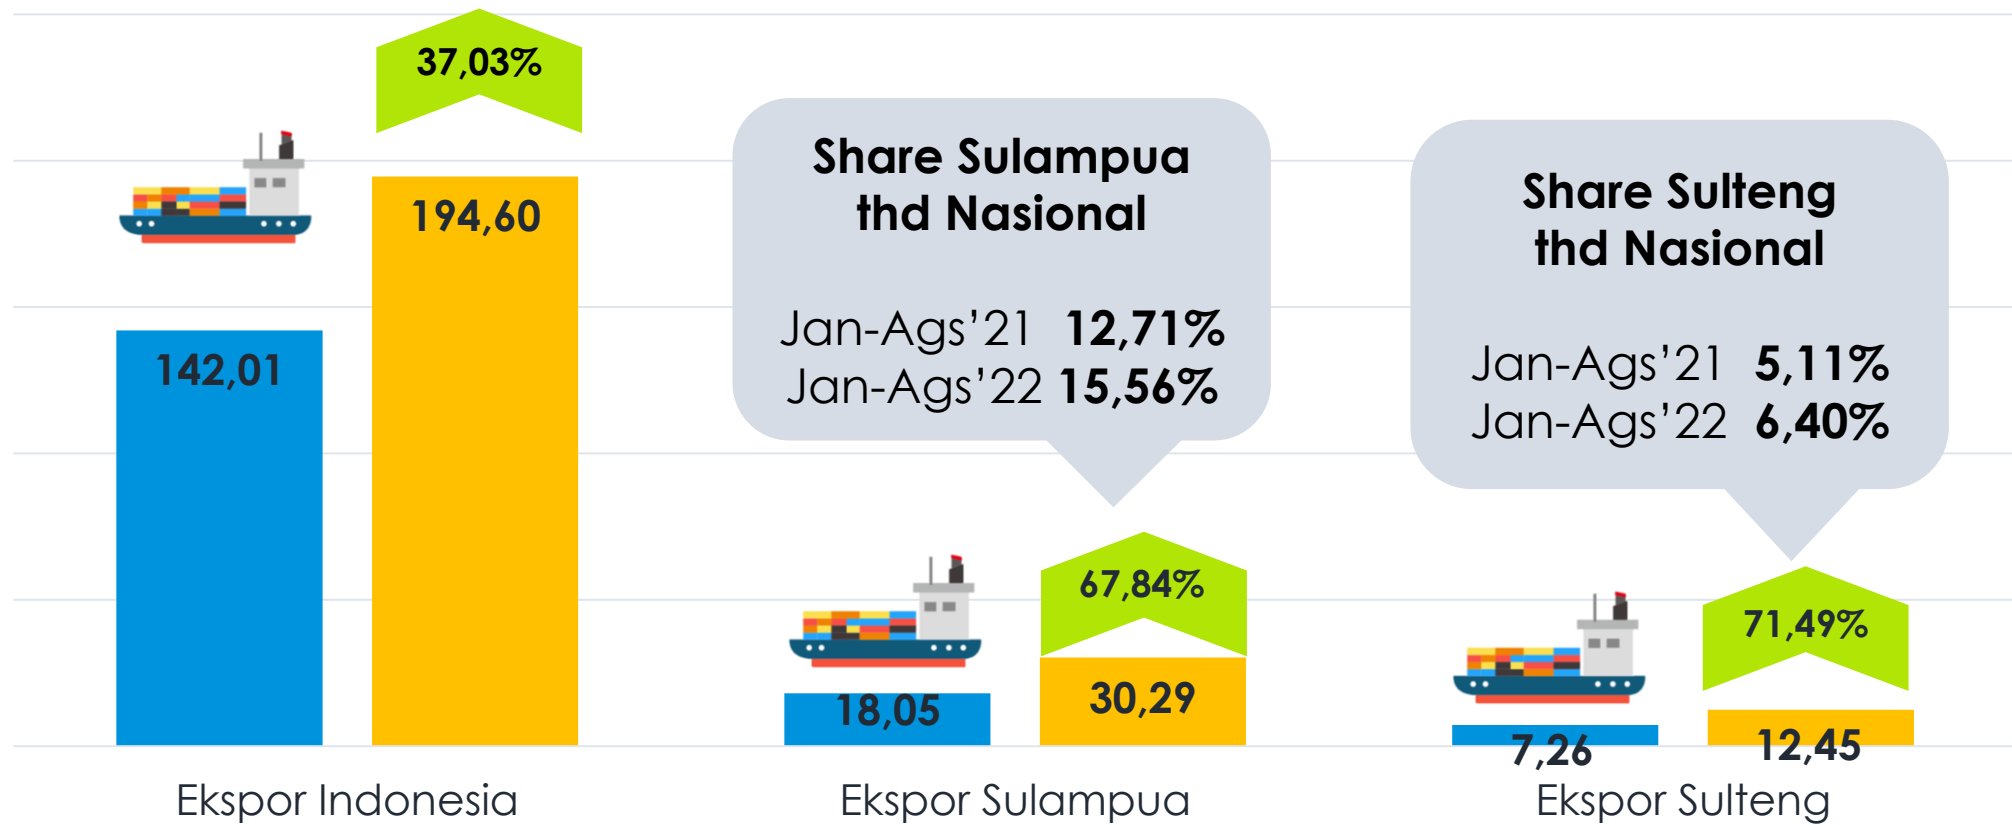 37,03%
194,60
142,01
Ekspor Indonesia
Share Sulampua
thd Nasional
Jan-Ags’21 12,71%
Jan-Ags’22 15,56%
67,84%
18,05
30,29
Ekspor Sulampua
Share Sulteng
thd Nasional
Jan-Ags’21 5,11%
Jan-Ags’22 6,40%
71,49%
7,26
12,45
Ekspor Sulteng